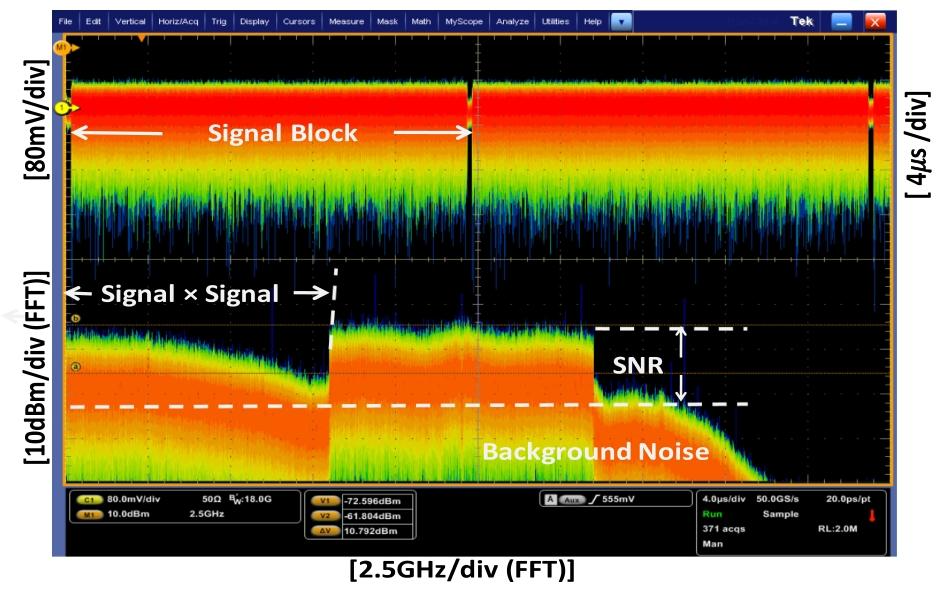 File Edit Vertical Horiz/Acq Trig Display Cursors Measure Mask Math MyScope Analyze Utilities Help Tek
M1
[80mV/div]
1
Signal Block
[4μs /div]
Signal × Signal
[10dBm/div (FFT)]
b
SNR
a
Background Noise
C1 80.0mV/div 50Ω BW:18.0G
M1 10.0dBm 2.5GHz
V1 -72.596dBm
V2 -61.804dBm
ΔV 10.792dBm
A Aux 555mV
4.0μs/div 50.0GS/s 20.0ps/pt
Run Sample
371 acqs RL:2.0M
Man
[2.5GHz/div (FFT)]